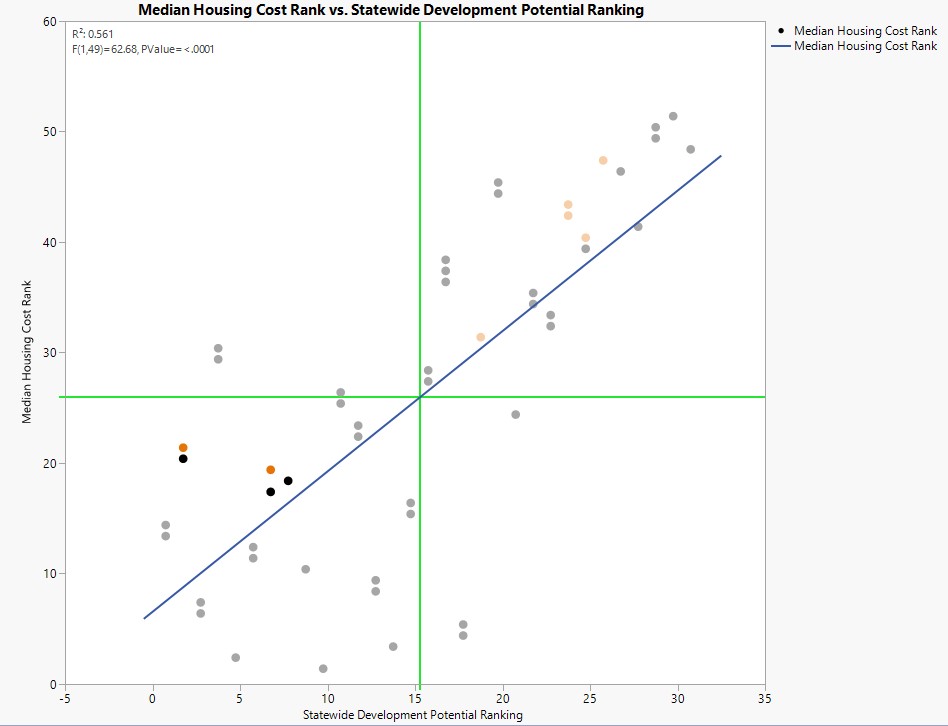 Median Housing Cost Rank vs. Statewide Development Potential Ranking
R²: 0.561
F(1,49)=62.68, PValue=<.0001
Median Housing Cost Rank
Median Housing Cost Rank
60
50
40
30
20
10
0
Median Housing Cost Rank
-5
0
5
10
15
20
25
30
35
Statewide Development Potential Ranking